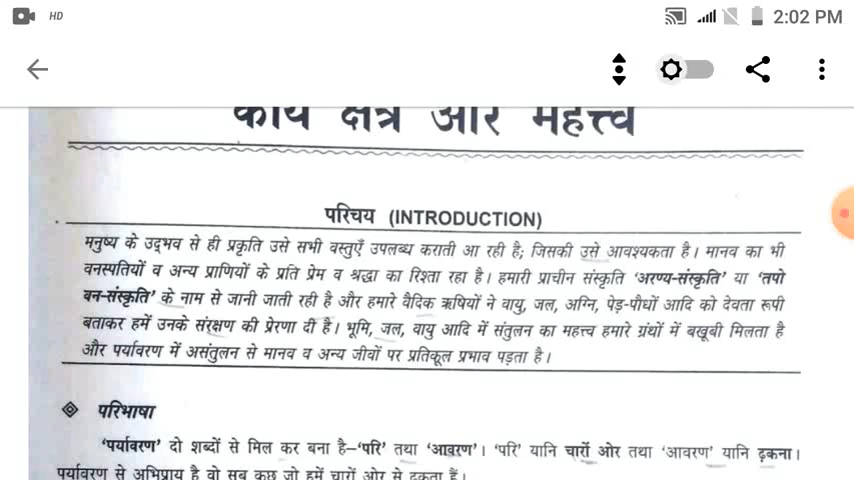 HD
2:02 PM
कार्य क्षेत्र और महत्त्व
परिचय (INTRODUCTION)
मनुष्य के उद्भव से ही प्रकृति उसे सभी वस्तुएँ उपलब्ध कराती आ रही है; जिसकी उसे आवश्यकता है। मानव का भी
वनस्पतियों व अन्य प्राणियों के प्रति प्रेम व श्रद्धा का रिश्ता रहा है। हमारी प्राचीन संस्कृति ‘अरण्य-संस्कृति’ या ‘तपो
वन-संस्कृति’ के नाम से जानी जाती रही है और हमारे वैदिक ऋषियों ने वायु, जल, अग्नि, पेड़-पौधों आदि को देवता रूपी
बताकर हमें उनके संरक्षण की प्रेरणा दी है। भूमि, जल, वायु आदि में संतुलन का महत्त्व हमारे ग्रंथों में बखूबी मिलता है
और पर्यावरण में असंतुलन से मानव व अन्य जीवों पर प्रतिकूल प्रभाव पड़ता है।
परिभाषा
‘पर्यावरण’ दो शब्दों से मिल कर बना है–‘परि’ तथा ‘आवरण’। ‘परि’ यानि चारों ओर तथा ‘आवरण’ यानि ढ़कना।
पर्यावरण से अभिप्राय है वो सब कुछ जो हमें चारों ओर से ढ़कता हैं।